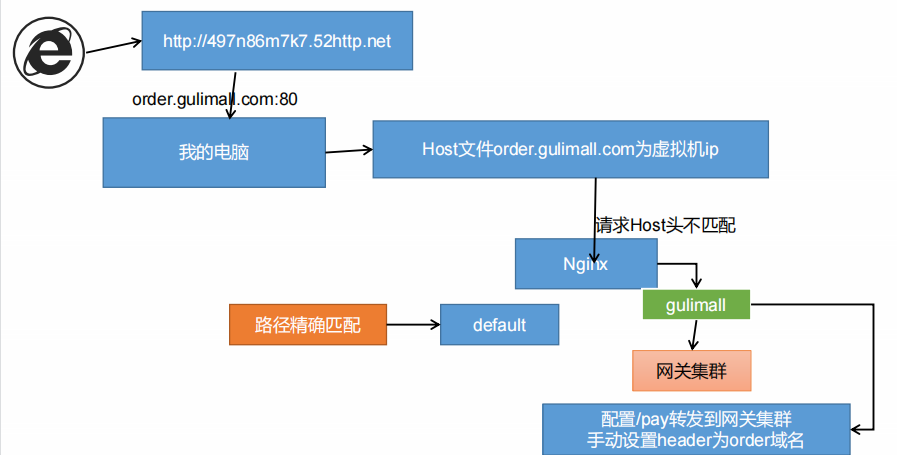 http://497n86m7k7.52http.net
order.gulimall.com:80
我的电脑
Host文件order.gulimall.com为虚拟机ip
请求Host头不匹配
Nginx
gulimall
路径精确匹配
default
网关集群
配置/pay转发到网关集群
手动设置header为order域名